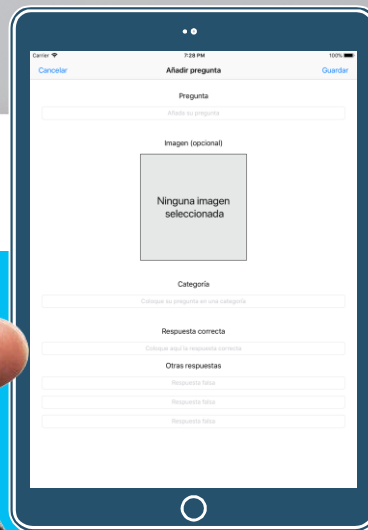 Carrier 7:28 PM 100%
Cancelar Añadir pregunta Guardar
Pregunta
Añada su pregunta
Imagen (opcional)
Ninguna imagen
seleccionada
Categoría
Coloque su pregunta en una categoría
Respuesta correcta
Coloque aquí la respuesta correcta
Otras respuestas
Respuesta falsa
Respuesta falsa
Respuesta falsa